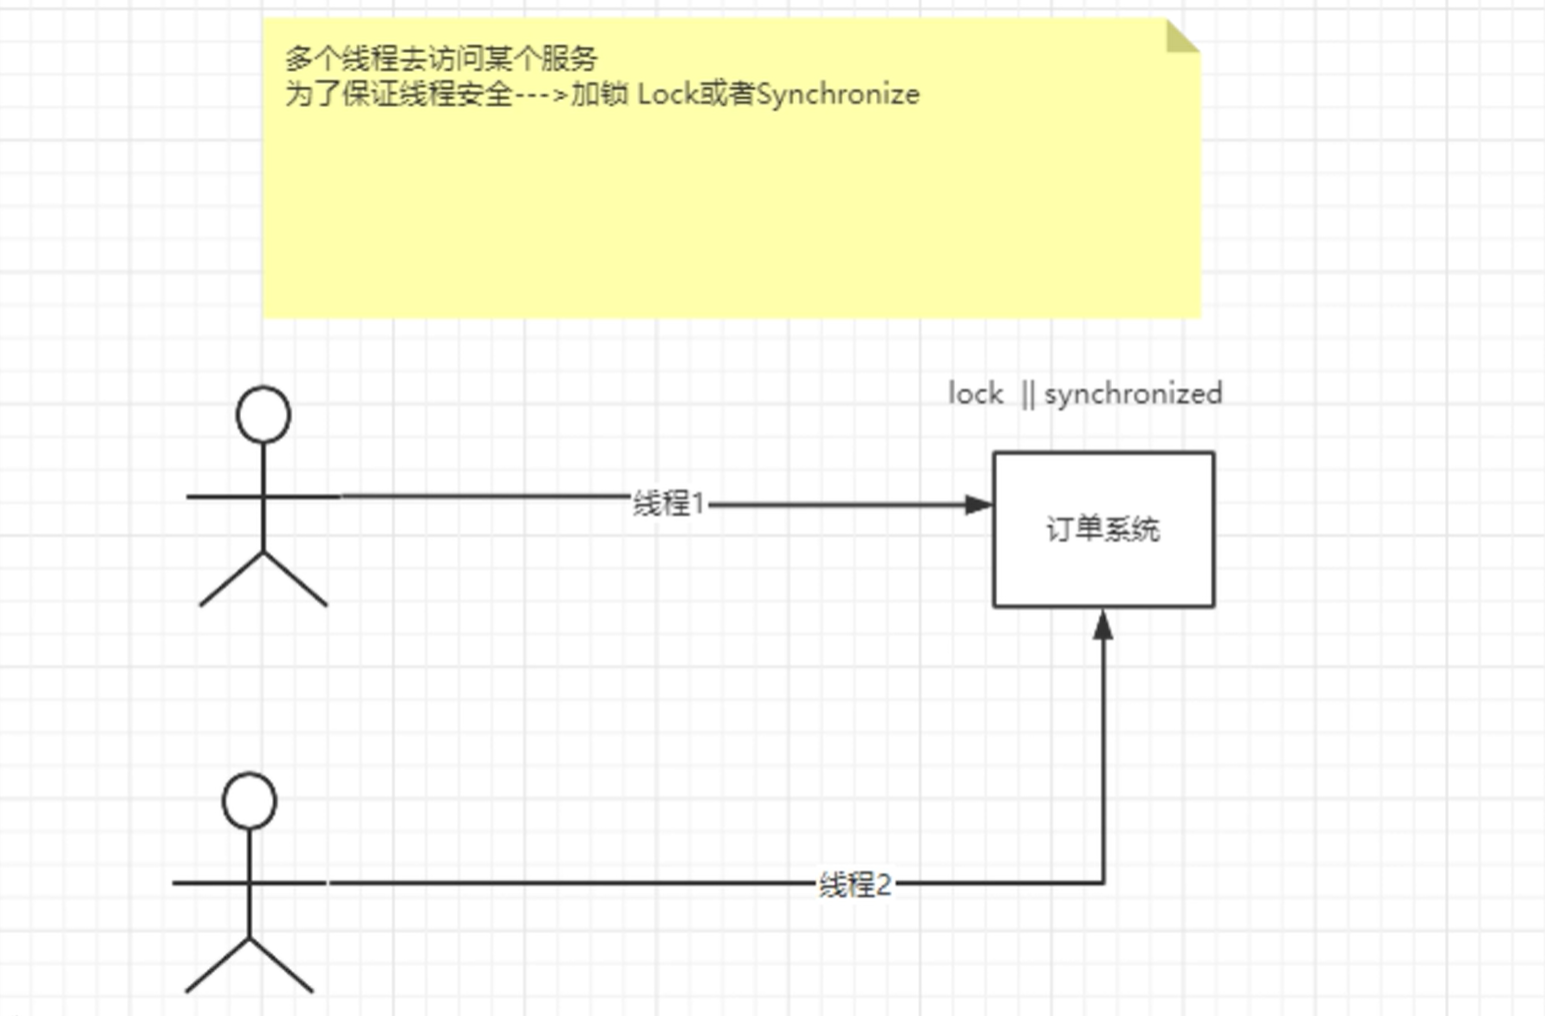 多个线程去访问某个服务
为了保证线程安全--->加锁 Lock或者Synchronize
lock || synchronized
线程1
订单系统
线程2